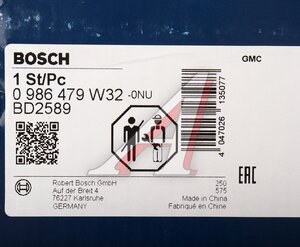 BOSCH
GMC
1 St/Pc
0 986 479 W32 -0NU
BD2589
4 047026 135077
EAC
Robert Bosch GmbH
Auf der Breit 4
76227 Karlsruhe
GERMANY
250
575
Made in China
Fabriqué en Chine